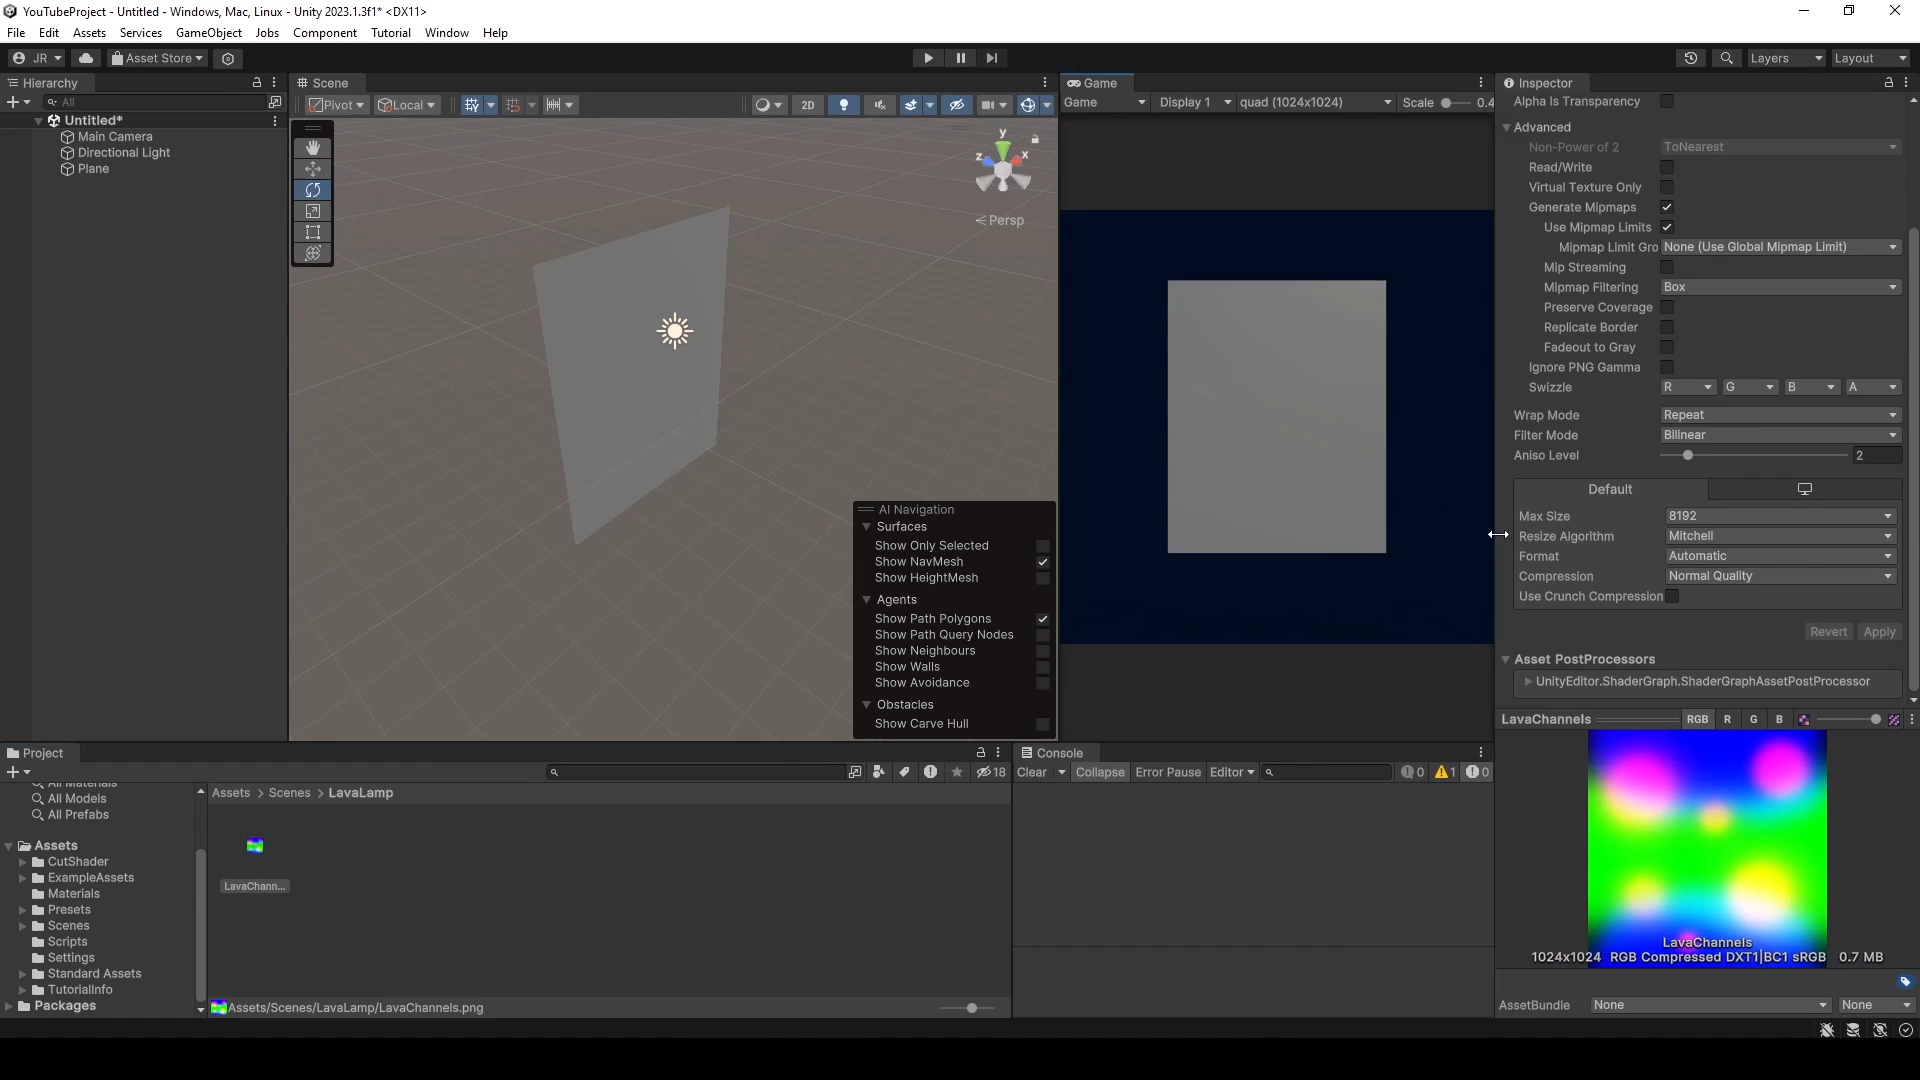 YouTubeProject - Untitled - Windows, Mac, Linux - Unity 2023.1.3f1* <DX11>
File Edit Assets Services GameObject Jobs Component Tutorial Window Help
JR Asset Store Layers Layout
Hierarchy
All
Untitled*
Main Camera
Directional Light
Plane
Scene
Pivot Local 2D
y
z x
Persp
AI Navigation
Surfaces
Show Only Selected
Show NavMesh
Show HeightMesh
Agents
Show Path Polygons
Show Path Query Nodes
Show Neighbours
Show Walls
Show Avoidance
Obstacles
Show Carve Hull
Game
Game Display 1 quad (1024x1024) Scale 0.4
Inspector
Alpha Is Transparency
Advanced
Non-Power of 2 ToNearest
Read/Write
Virtual Texture Only
Generate Mipmaps
Use Mipmap Limits
Mipmap Limit Gro None (Use Global Mipmap Limit)
Mip Streaming
Mipmap Filtering Box
Preserve Coverage
Replicate Border
Fadeout to Gray
Ignore PNG Gamma
Swizzle R G B A
Wrap Mode Repeat
Filter Mode Bilinear
Aniso Level 2
Default
Max Size 8192
Resize Algorithm Mitchell
Format Automatic
Compression Normal Quality
Use Crunch Compression
Revert Apply
Asset PostProcessors
UnityEditor.ShaderGraph.ShaderGraphAssetPostProcessor
LavaChannels RGB R G B
LavaChannels
1024x1024 RGB Compressed DXT1|BC1 sRGB 0.7 MB
AssetBundle None None
Project
18
All Materials
All Models
All Prefabs
Assets
CutShader
ExampleAssets
Materials
Presets
Scenes
Scripts
Settings
Standard Assets
TutorialInfo
Packages
Assets > Scenes > LavaLamp
LavaChann...
Assets/Scenes/LavaLamp/LavaChannels.png
Console
Clear Collapse Error Pause Editor 0 1 0